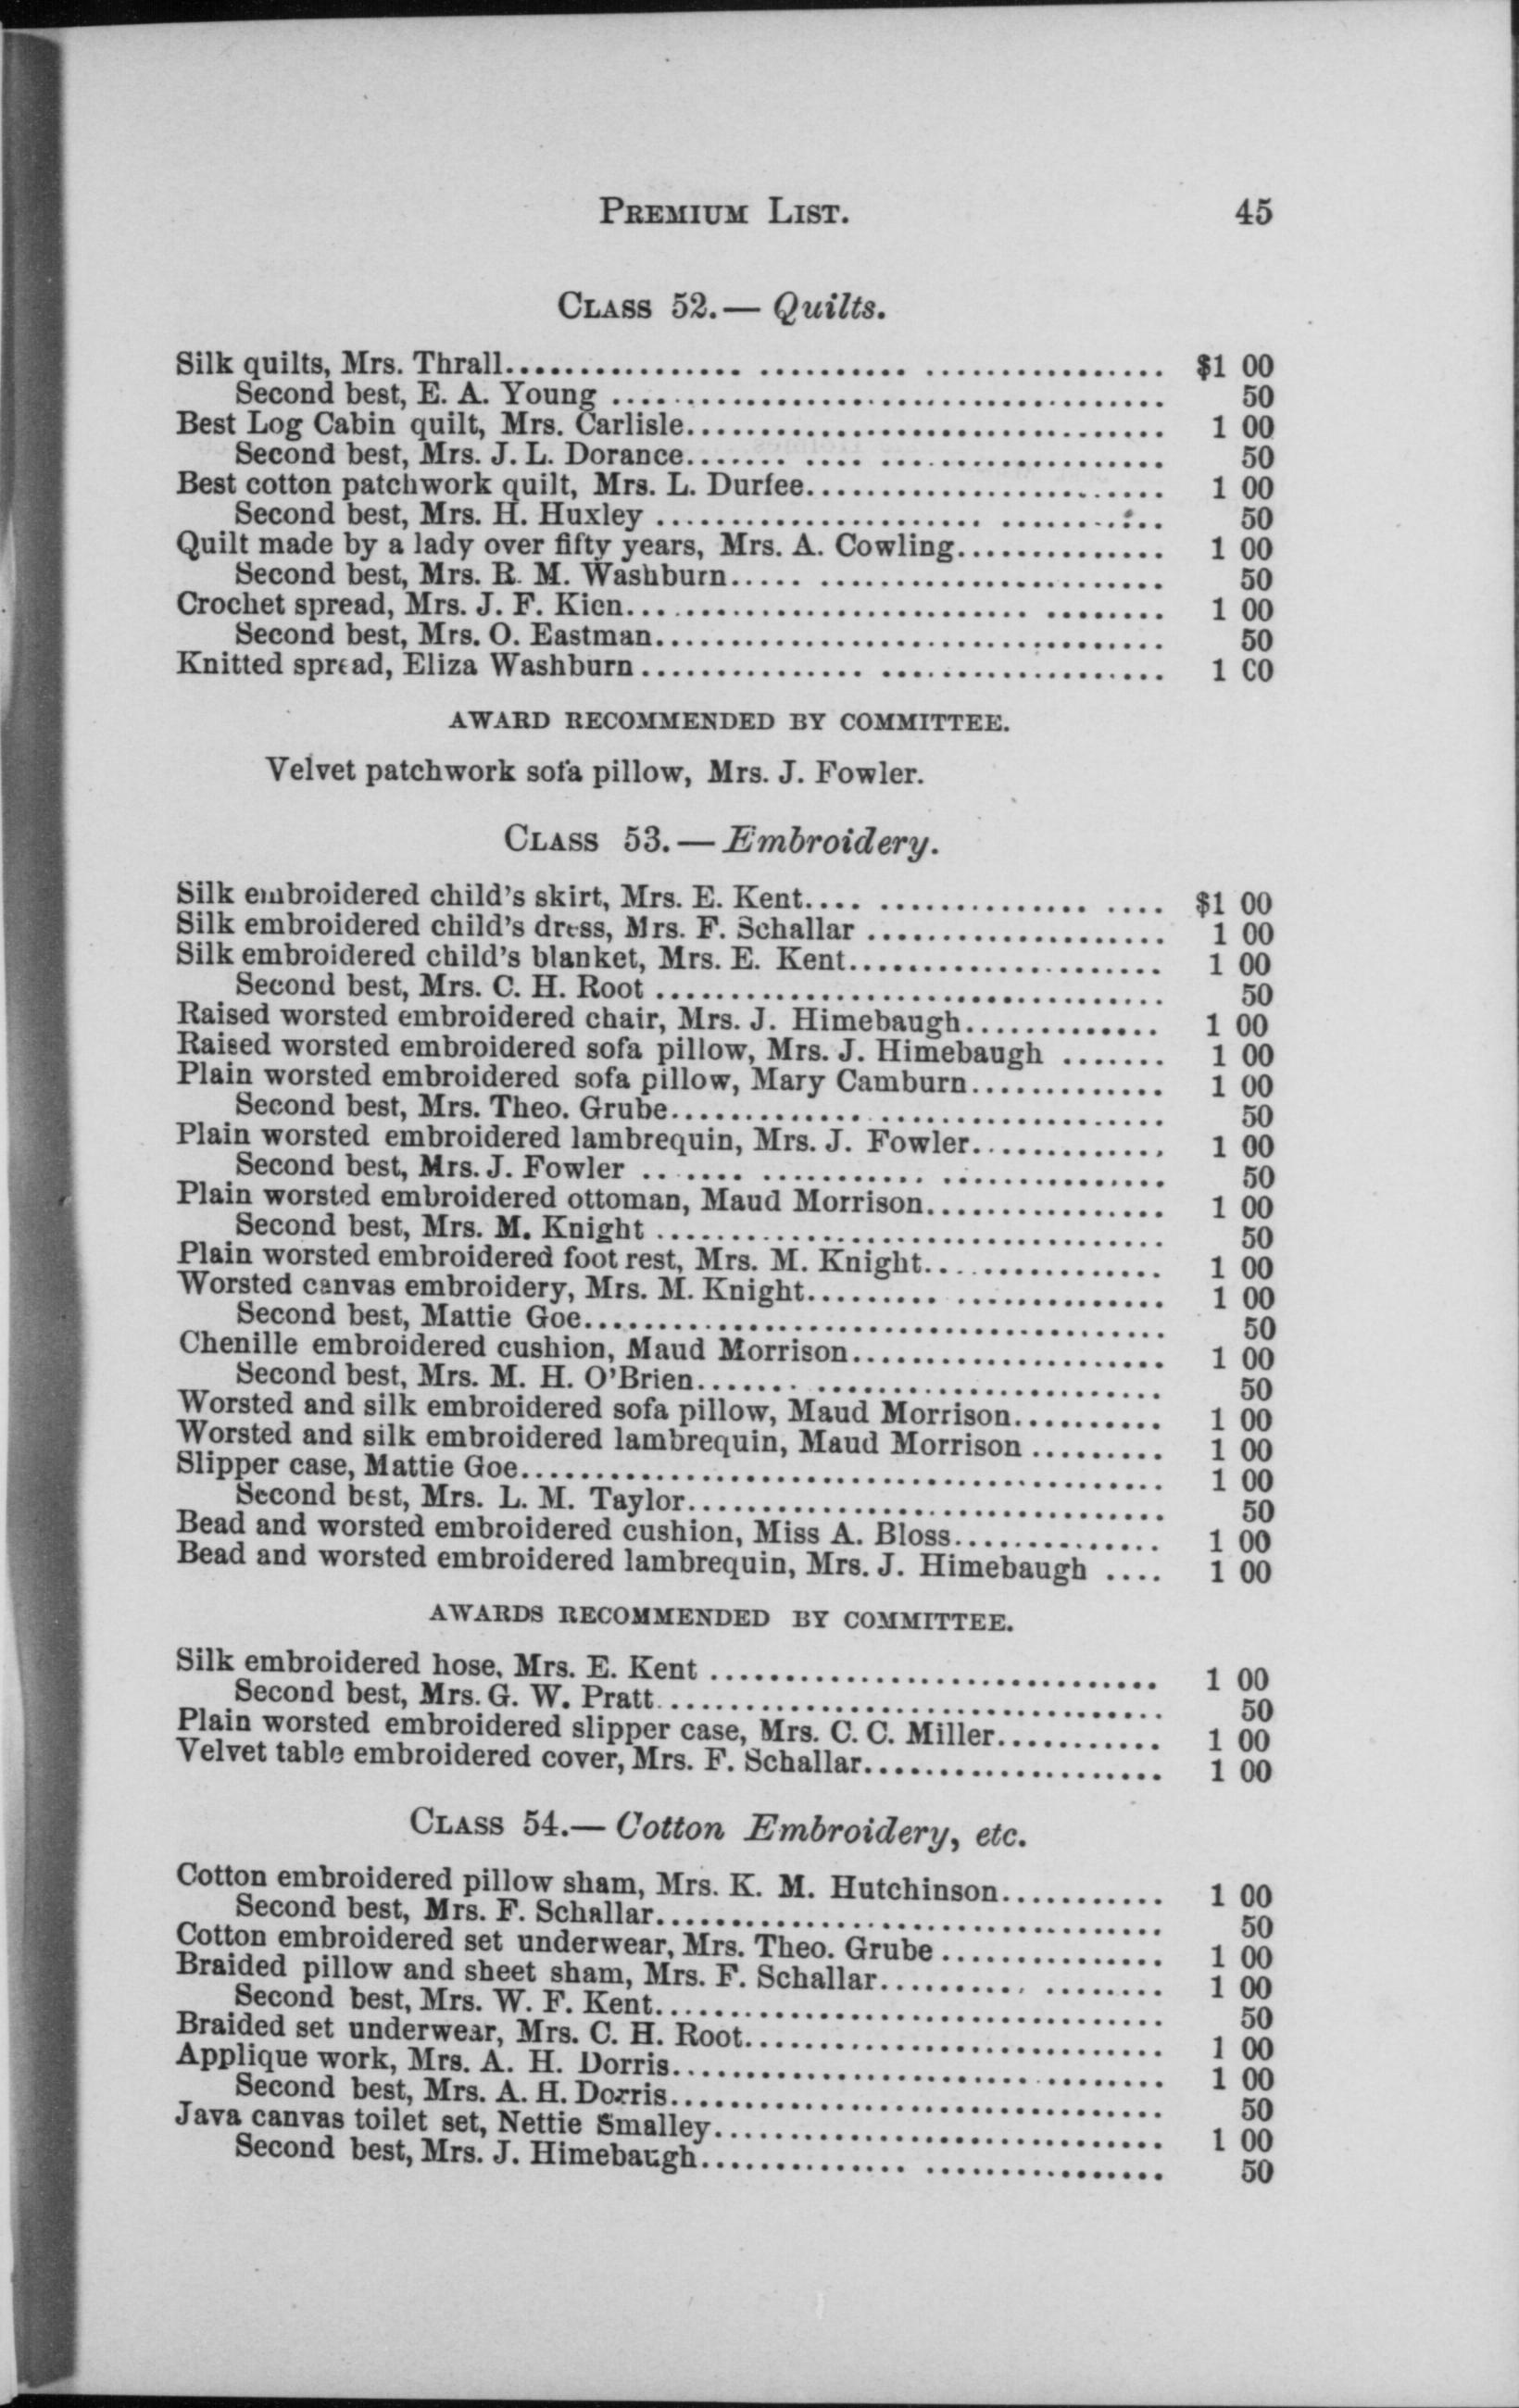 PREMIUM LIST. 45
CLASS 52.— Quilts.
Silk quilts, Mrs. Thrall................ .......... ................ $1 00
Second best, E. A. Young ..................................... 50
Best Log Cabin quilt, Mrs. Carlisle................................ 1 00
Second best, Mrs. J. L. Dorance....... .... ................... 50
Best cotton patchwork quilt, Mrs. L. Durfee........................ 1 00
Second best, Mrs. H. Huxley ...................... ........... 50
Quilt made by a lady over fifty years, Mrs. A. Cowling.............. 1 00
Second best, Mrs. R. M. Washburn..... ....................... 50
Crochet spread, Mrs. J. F. Kien........................... ........ 1 00
Second best, Mrs. O. Eastman.................................. 50
Knitted spread, Eliza Washburn............... ................... 1 00
AWARD RECOMMENDED BY COMMITTEE.
Velvet patchwork sofa pillow, Mrs. J. Fowler.
CLASS 53.— Embroidery.
Silk embroidered child's skirt, Mrs. E. Kent.... .............. .... $1 00
Silk embroidered child's dress, Mrs. F. Schallar .................... 1 00
Silk embroidered child's blanket, Mrs. E. Kent..................... 1 00
Second best, Mrs. C. H. Root .................................. 50
Raised worsted embroidered chair, Mrs. J. Himebaugh............. 1 00
Raised worsted embroidered sofa pillow, Mrs. J. Himebaugh ....... 1 00
Plain worsted embroidered sofa pillow, Mary Camburn............. 1 00
Second best, Mrs. Theo. Grube............. ................... 50
Plain worsted embroidered lambrequin, Mrs. J. Fowler............. 1 00
Second best, Mrs. J. Fowler ....... ........... ............... 50
Plain worsted embroidered ottoman, Maud Morrison................ 1 00
Second best, Mrs. M. Knight .................................. 50
Plain worsted embroidered foot rest, Mrs. M. Knight................ 1 00
Worsted canvas embroidery, Mrs. M. Knight......... .............. 1 00
Second best, Mattie Goe....................................... 50
Chenille embroidered cushion, Maud Morrison..................... 1 00
Second best, Mrs. M. H. O'Brien....... ....................... 50
Worsted and silk embroidered sofa pillow, Maud Morrison.......... 1 00
Worsted and silk embroidered lambrequin, Maud Morrison ......... 1 00
Slipper case, Mattie Goe........................................... 1 00
Second best, Mrs. L. M. Taylor................................ 50
Bead and worsted embroidered cushion, Miss A. Bloss.............. 1 00
Bead and worsted embroidered lambrequin, Mrs. J. Himebaugh .... 1 00
AWARDS RECOMMENDED BY COMMITTEE.
Silk embroidered hose, Mrs. E. Kent .............................. 1 00
Second best, Mrs. G. W. Pratt.................................. 50
Plain worsted embroidered slipper case, Mrs. C. C. Miller........... 1 00
Velvet table embroidered cover, Mrs. F. Schallar.................... 1 00
CLASS 54.— Cotton Embroidery, etc.
Cotton embroidered pillow sham, Mrs. K. M. Hutchinson........... 1 00
Second best, Mrs. F. Schallar.................................. 50
Cotton embroidered set underwear, Mrs. Theo. Grube ............... 1 00
Braided pillow and sheet sham, Mrs. F. Schallar.......... ........ 1 00
Second best, Mrs. W. F. Kent.................................. 50
Braided set underwear, Mrs. C. H. Root............................ 1 00
Applique work, Mrs. A. H. Dorris................................. 1 00
Second best, Mrs. A. H. Dorris................................. 50
Java canvas toilet set, Nettie Smalley.............................. 1 00
Second best, Mrs. J. Himebaugh.............. ................ 50